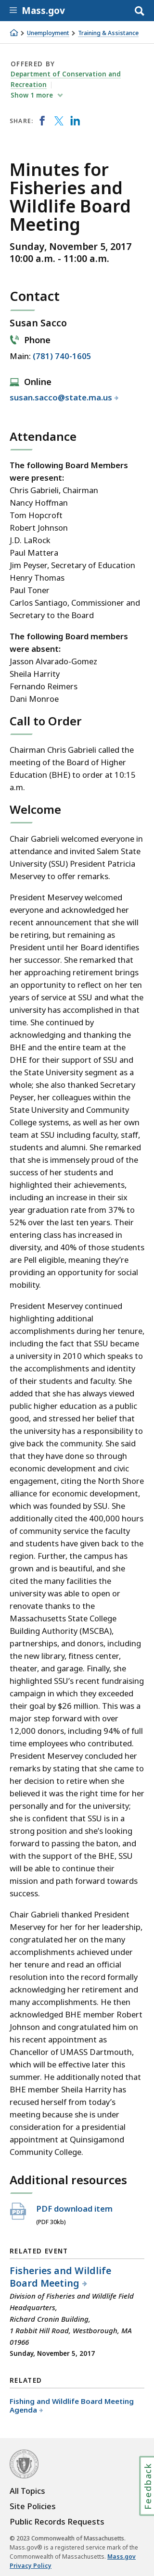 Mass.gov
Unemployment > Training & Assistance
OFFERED BY
Department of Conservation and
Recreation
Show 1 more
SHARE:
Minutes for
Fisheries and
Wildlife Board
Meeting
Sunday, November 5, 2017
10:00 a.m. - 11:00 a.m.
Contact
Susan Sacco
Phone
Main: (781) 740-1605
Online
susan.sacco@state.ma.us +
Attendance
The following Board Members
were present:
Chris Gabrieli, Chairman
Nancy Hoffman
Tom Hopcroft
Robert Johnson
J.D. LaRock
Paul Mattera
Jim Peyser, Secretary of Education
Henry Thomas
Paul Toner
Carlos Santiago, Commissioner and
Secretary to the Board
The following Board members
were absent:
Jasson Alvarado-Gomez
Sheila Harrity
Fernando Reimers
Dani Monroe
Call to Order
Chairman Chris Gabrieli called the
meeting of the Board of Higher
Education (BHE) to order at 10:15
a.m.
Welcome
Chair Gabrieli welcomed everyone in
attendance and invited Salem State
University (SSU) President Patricia
Meservey to offer remarks.
President Meservey welcomed
everyone and acknowledged her
recent announcement that she will
be retiring, but remaining as
President until her Board identifies
her successor. She remarked that
approaching retirement brings with
an opportunity to reflect on her ten
years of service at SSU and what the
university has accomplished in that
time. She continued by
acknowledging and thanking the
BHE and the entire team at the
DHE for their support of SSU and
the State University segment as a
whole; she also thanked Secretary
Peyser, her colleagues within the
State University and Community
College systems, as well as my own
team at SSU including faculty, staff,
students and alumni. She remarked
that she is immensely proud of the
success of its students and
highlighted their achievements,
including an increase in their six
year graduation rate from 37% to
52% over the last ten years. Their
entering class has increased in
diversity, and 40% of those students
are Pell eligible, meaning they're
providing an engine for social
mobility.
President Meservey continued
highlighting additional
accomplishments during her tenure,
including that SSU also became
a university in 2010 which speaks to
the accomplishments and identity
of their students and faculty. She
added that she has always viewed
public higher education as a public
good, and stressed her belief that
the university has a responsibility to
give back the community. She said
that they have done so through
economic development and civic
engagement, citing the North Shore
alliance for economic development,
which was founded by SSU. She
additionally cited the 400,000 hours
of community service the faculty
and students have given over the
past year. Further, the campus has
grown and is beautiful, and she
cited the many facilities the
university was able to open or
renovate thanks to the
Massachusetts State College
Building Authority (MSCBA),
partnerships, and donors, including
the new library, fitness center,
theater, and garage. Finally, she
highlighted that they exceeded their
goal by $26 million. This was a
major step forward with over
12,000 donors, including 94% of full
time employees who contributed.
President Meservey concluded her
remarks by stating that she came
to her decision to retire when she
believed it was the right time for
her personally and for the university;
she is confident that SSU is in a
strong position and she's looking
forward to passing the baton, and
with the support of the BHE, SSU
will only be looking ahead in
maintaining their path towards
success.
Chair Gabrieli thanked President
Meservey for her for her leadership,
congratulating her on the many
accomplishments achieved under
her tenure and looked forward to
more formally acknowledging
her retirement and many
accomplishments. He then
acknowledged BHE member Robert
Johnson and congratulated him on
his recent appointment as
Chancellor of UMASS Dartmouth,
which will be effective later this
summer. He additionally noted that
BHE member Sheila Harrity has
excused herself from today's
meeting, as she is under
consideration for a presidential
appointment at Quinsigamond
Community College.
Additional resources
PDF
PDF download item
(PDF 30kb)
RELATED EVENT
Fisheries and Wildlife
Board Meeting +
Division of Fisheries and Wildlife Field
Headquarters,
Richard Cronin Building,
1 Rabbit Hill Road, Westborough, MA
01966
Sunday, November 5, 2017
RELATED
Fishing and Wildlife Board Meeting
Agenda +
Feedback
All Topics
Site Policies
Public Records Requests
© 2023 Commonwealth of Massachusetts.
Mass.gov® is a registered service mark of the
Commonwealth of Massachusetts. Mass.gov
Privacy Policy